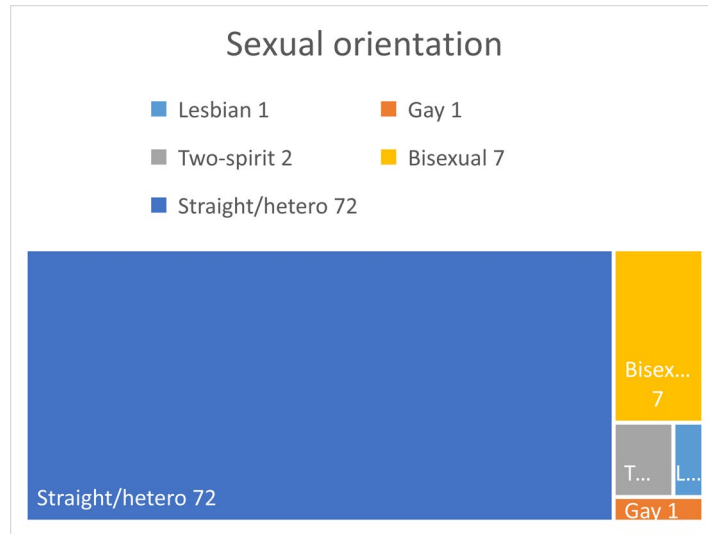 Sexual orientation
Lesbian 1
Gay 1
Two-spirit 2
Bisexual 7
Straight/hetero 72
Bisex...
7
T...
L...
Straight/hetero 72
Gay 1